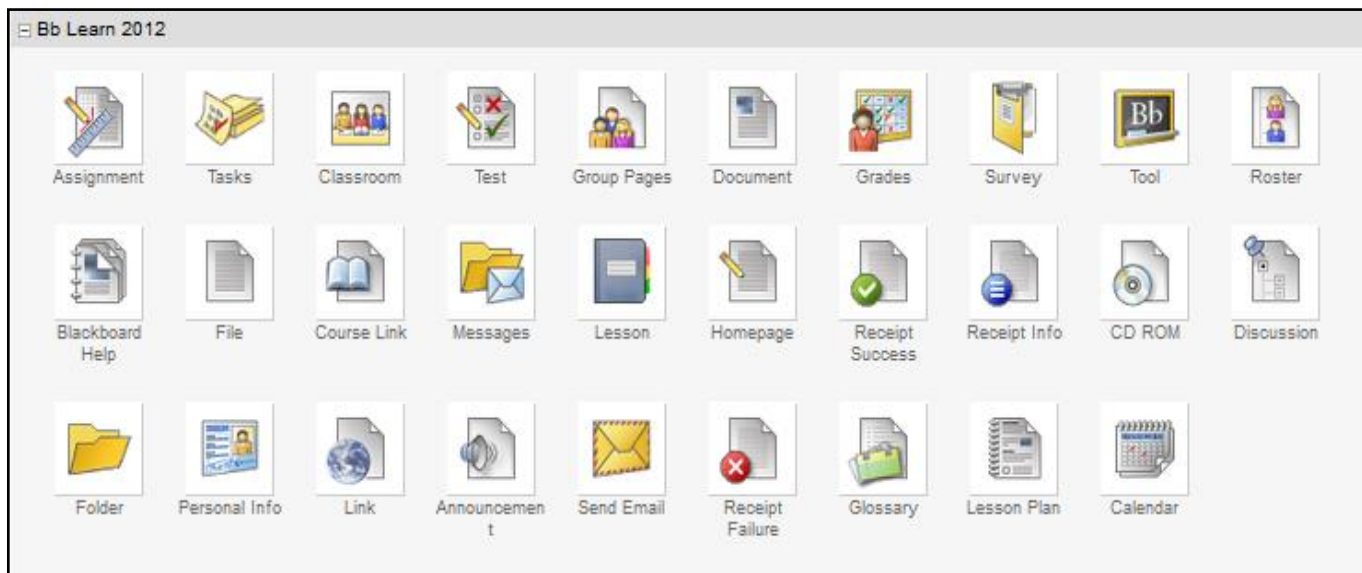 Bb Learn 2012
Assignment Tasks Classroom Test Group Pages Document Grades Survey Tool Roster
Bb
Blackboard Help
File
Course Link
Messages
Lesson
Homepage
Receipt Success
Receipt Info
CD ROM
Discussion
Folder
Personal Info
Link
Announcemen
t
Send Email
Receipt
Failure
Glossary
Lesson Plan
Calendar